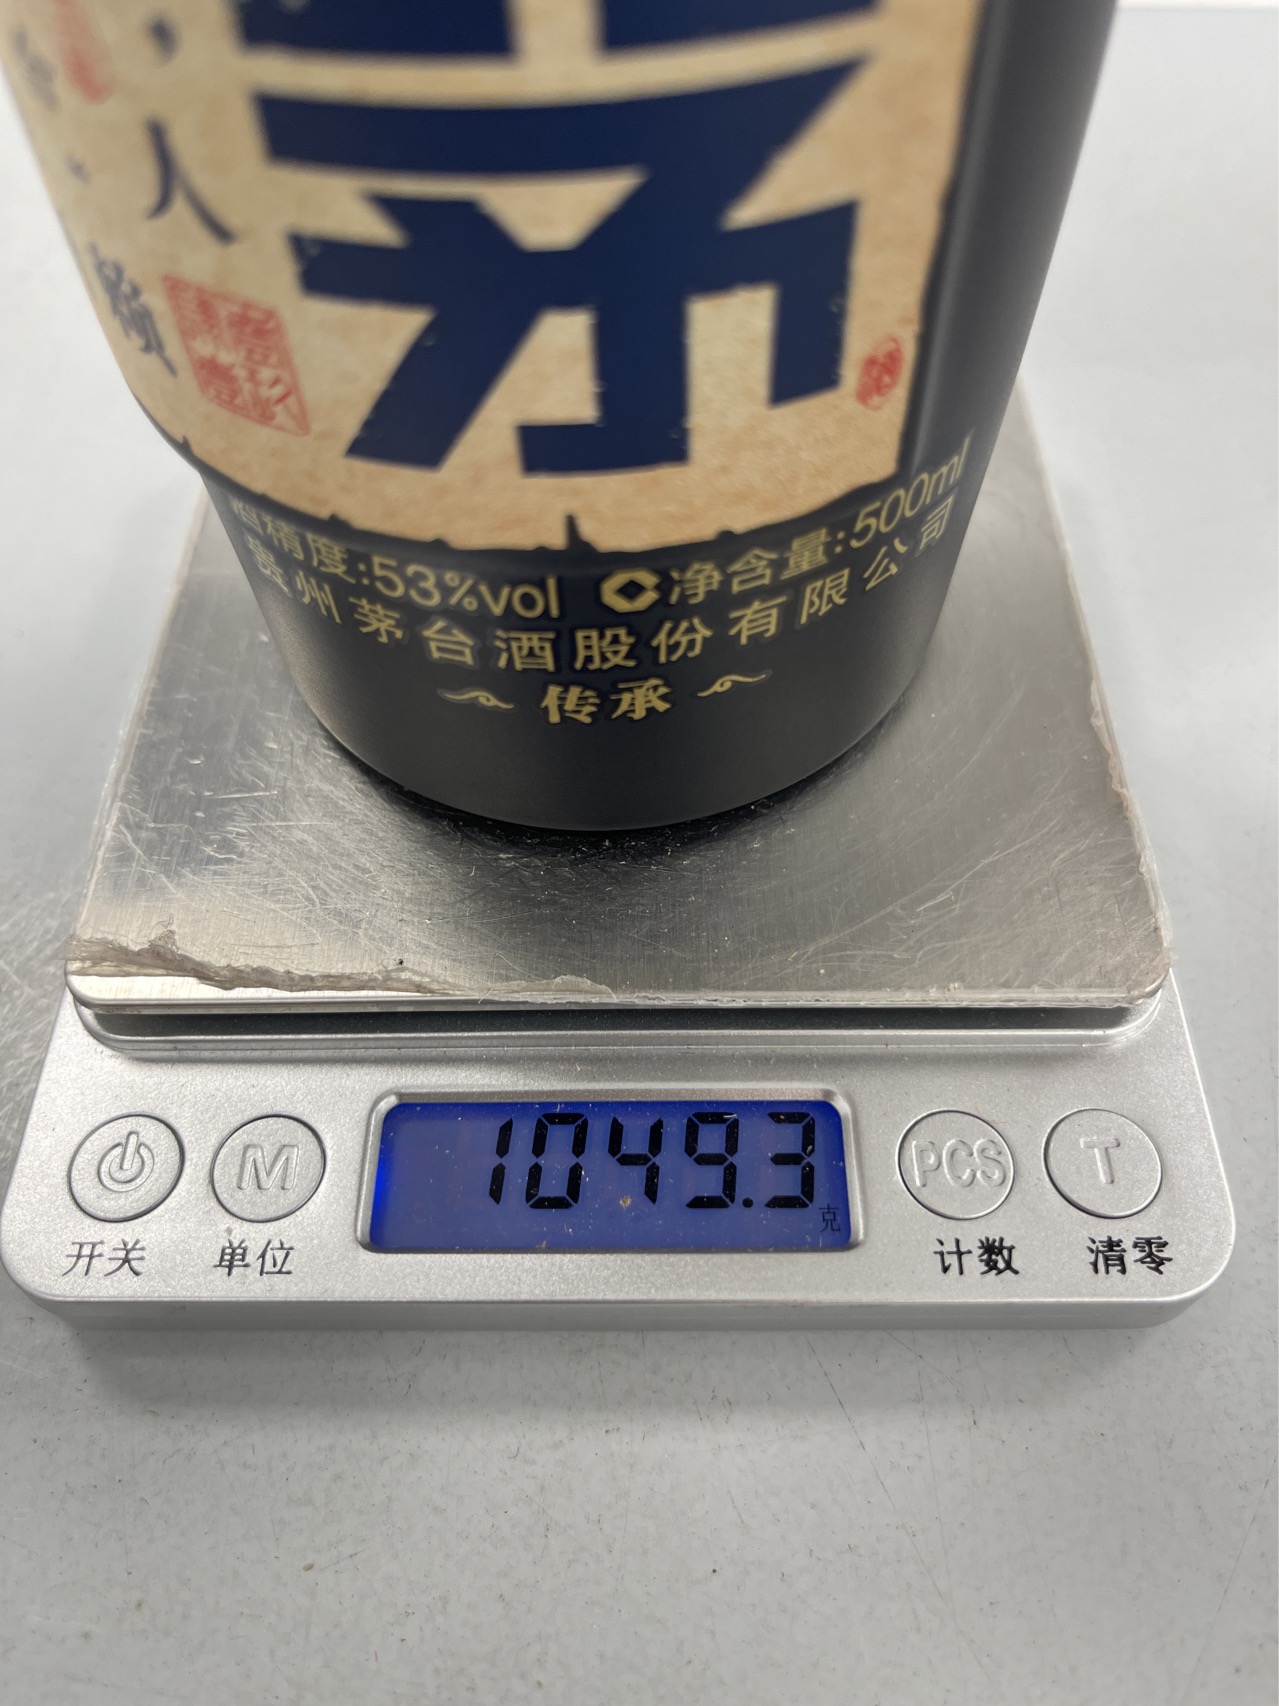 人
酒精度:53%vol 净含量:500ml
贵州茅台酒股份有限公司
传承
1049.3
克
M
PCS
T
开关
单位
计数
清零